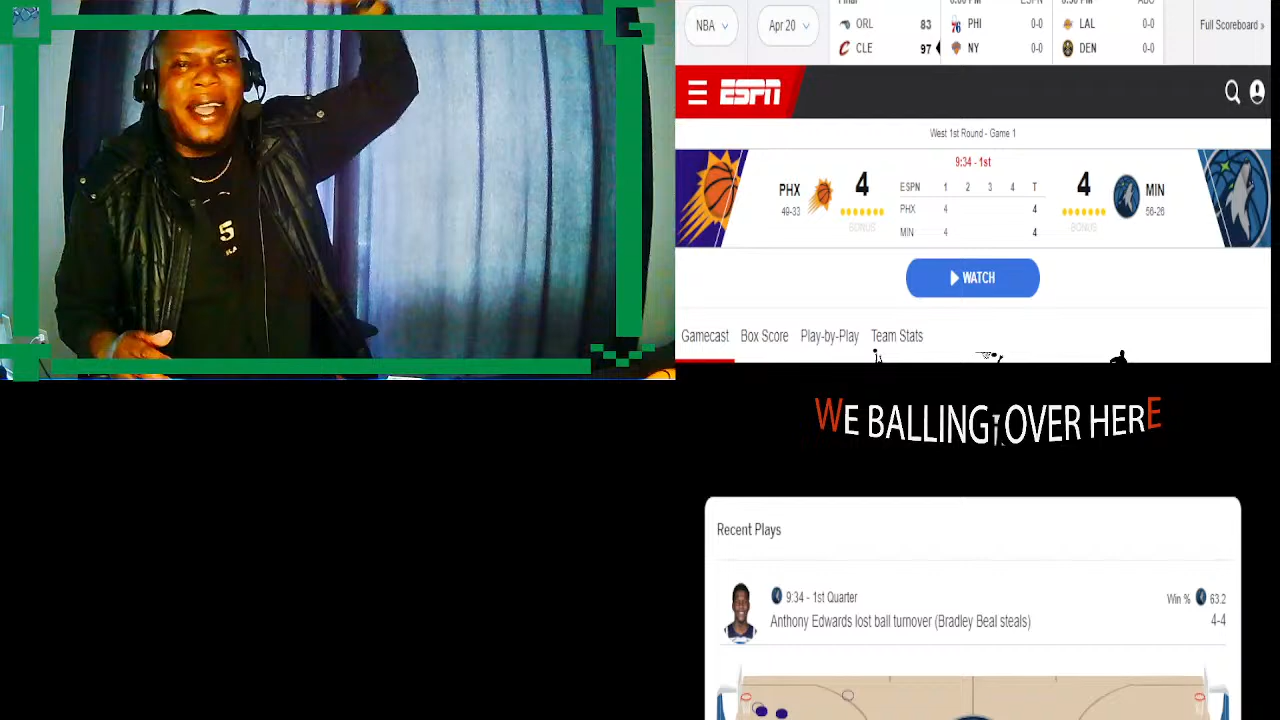 5
NBA
Apr 20
Final
ORL 83
CLE 97
ESPN
PHI 0-0
NY 0-0
LAL 0-0
DEN 0-0
Full Scoreboard »
ESPN
West 1st Round - Game 1
9:34 - 1st
PHX
49-33
4
BONUS
ESPN 1 2 3 4 T
PHX 4 4
MIN 4 4
4
BONUS
MIN
56-26
WATCH
Gamecast Box Score Play-by-Play Team Stats
WE BALLING OVER HERE
Recent Plays
9:34 - 1st Quarter
Anthony Edwards lost ball turnover (Bradley Beal steals)
Win % 63.2
4-4